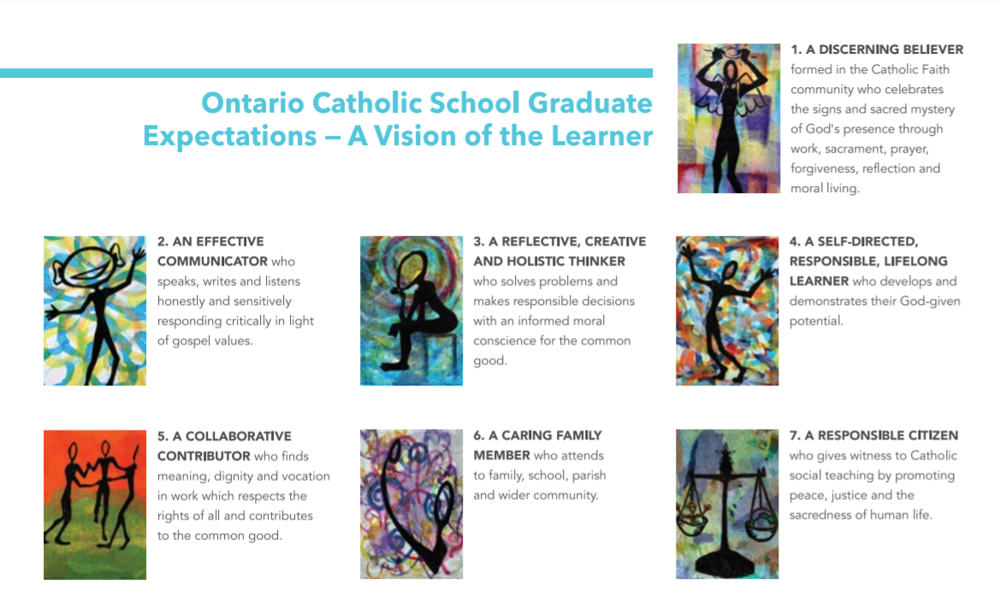 Ontario Catholic School Graduate
Expectations – A Vision of the Learner
1. A DISCERNING BELIEVER
formed in the Catholic Faith
community who celebrates
the signs and sacred mystery
of God's presence through
work, sacrament, prayer,
forgiveness, reflection and
moral living.
2. AN EFFECTIVE
COMMUNICATOR who
speaks, writes and listens
honestly and sensitively
responding critically in light
of gospel values.
3. A REFLECTIVE, CREATIVE
AND HOLISTIC THINKER
who solves problems and
makes responsible decisions
with an informed moral
conscience for the common
good.
4. A SELF-DIRECTED,
RESPONSIBLE, LIFELONG
LEARNER who develops and
demonstrates their God-given
potential.
5. A COLLABORATIVE
CONTRIBUTOR who finds
meaning, dignity and vocation
in work which respects the
rights of all and contributes
to the common good.
6. A CARING FAMILY
MEMBER who attends
to family, school, parish
and wider community.
7. A RESPONSIBLE CITIZEN
who gives witness to Catholic
social teaching by promoting
peace, justice and the
sacredness of human life.